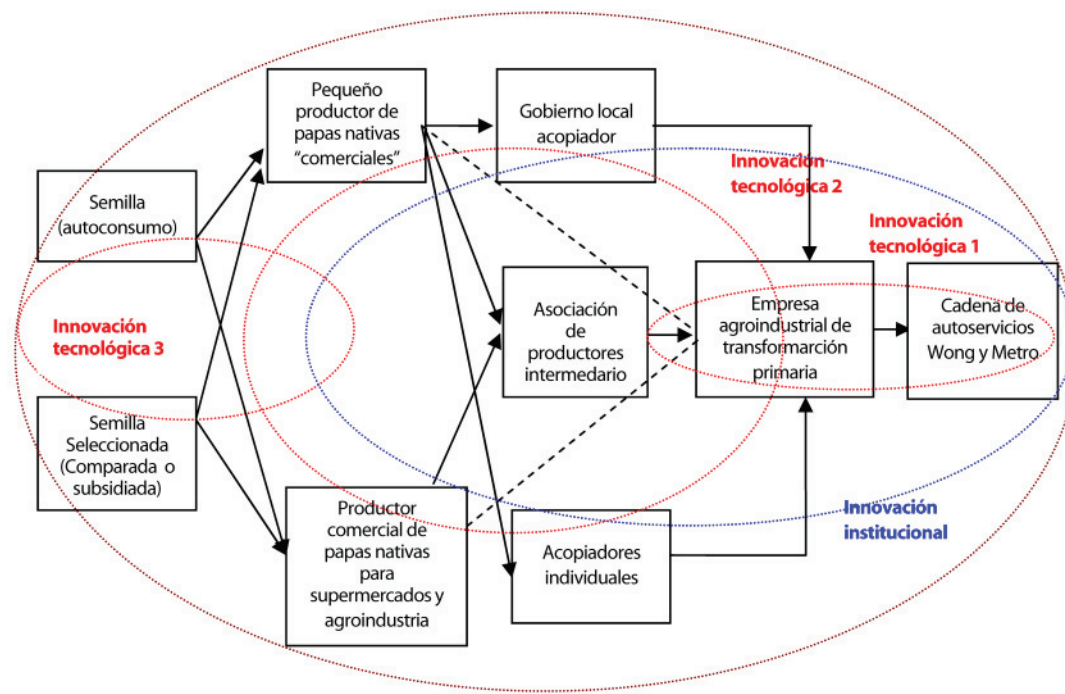 Pequeño
productor de
papas nativas
“comerciales”
Gobierno local
acopiador
Innovación
tecnológica 2
Semilla
(autoconsumo)
Innovación
tecnológica 1
Asociación
de
productores
intermedario
Empresa
agroindustrial de
transformarción
primaria
Cadena de
autoservicios
Wong y Metro
Innovación
tecnológica 3
Semilla
Seleccionada
(Comparada o
subsidiada)
Productor
comercial de
papas nativas
para
supermercados y
agroindustria
Acopiadores
individuales
Innovación
institucional